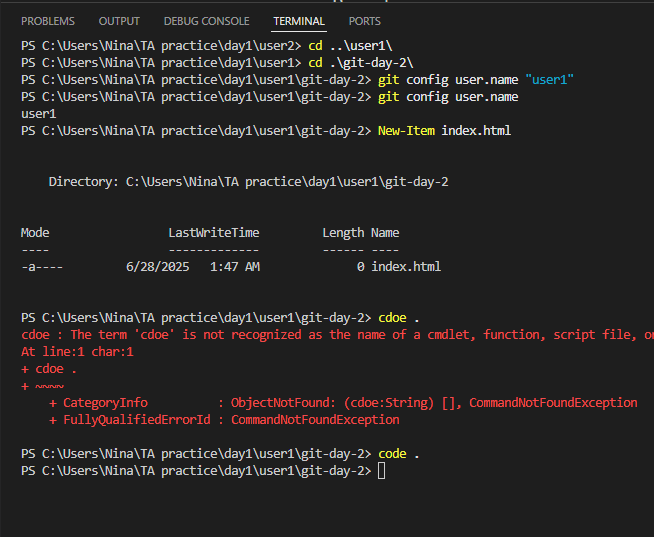 PROBLEMS OUTPUT DEBUG CONSOLE TERMINAL PORTS
PS C:\Users\Nina\TA practice\day1\user2> cd ..\user1\
PS C:\Users\Nina\TA practice\day1\user1> cd .\git-day-2\
PS C:\Users\Nina\TA practice\day1\user1\git-day-2> git config user.name "user1"
PS C:\Users\Nina\TA practice\day1\user1\git-day-2> git config user.name
user1
PS C:\Users\Nina\TA practice\day1\user1\git-day-2> New-Item index.html
Directory: C:\Users\Nina\TA practice\day1\user1\git-day-2
Mode LastWriteTime Length Name
---- ------------- ------ ----
-a---- 6/28/2025 1:47 AM 0 index.html
PS C:\Users\Nina\TA practice\day1\user1\git-day-2> cdoe .
cdoe : The term 'cdoe' is not recognized as the name of a cmdlet, function, script file, o
At line:1 char:1
+ cdoe .
+ ~~~~
+ CategoryInfo : ObjectNotFound: (cdoe:String) [], CommandNotFoundException
+ FullyQualifiedErrorId : CommandNotFoundException
PS C:\Users\Nina\TA practice\day1\user1\git-day-2> code .
PS C:\Users\Nina\TA practice\day1\user1\git-day-2>